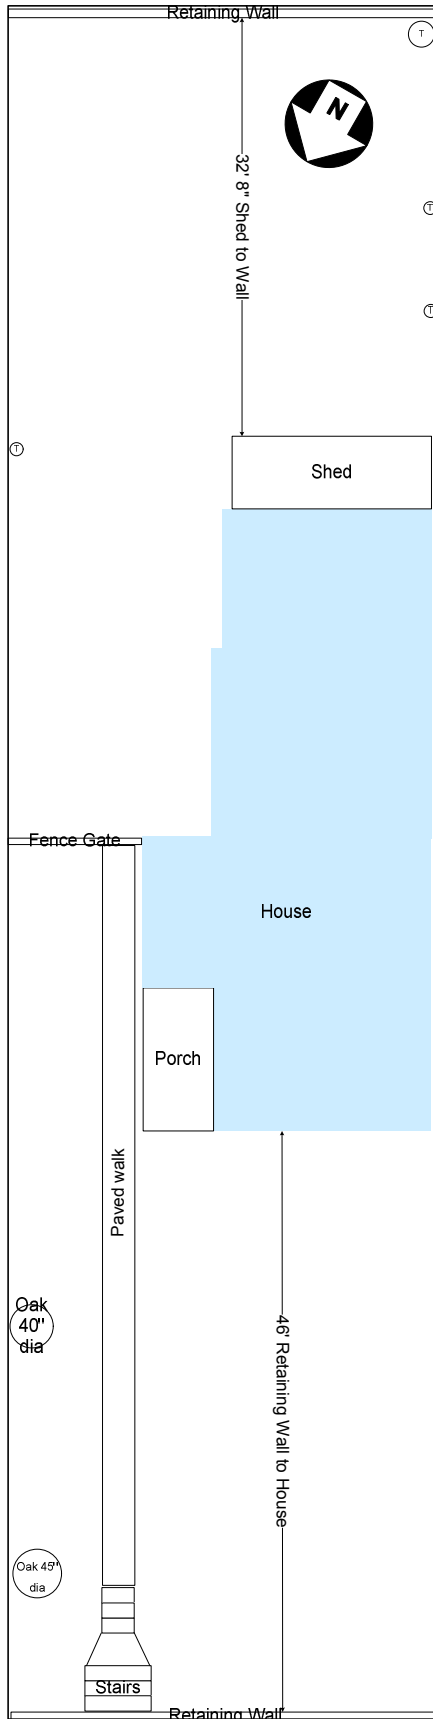 Retaining Wall
T
N
32' 8" Shed to Wall
T
T
T
Shed
Fence Gate
House
Porch
Paved walk
Oak
40"
dia
46' Retaining Wall to House
Oak 45"
dia
Stairs
Retaining Wall